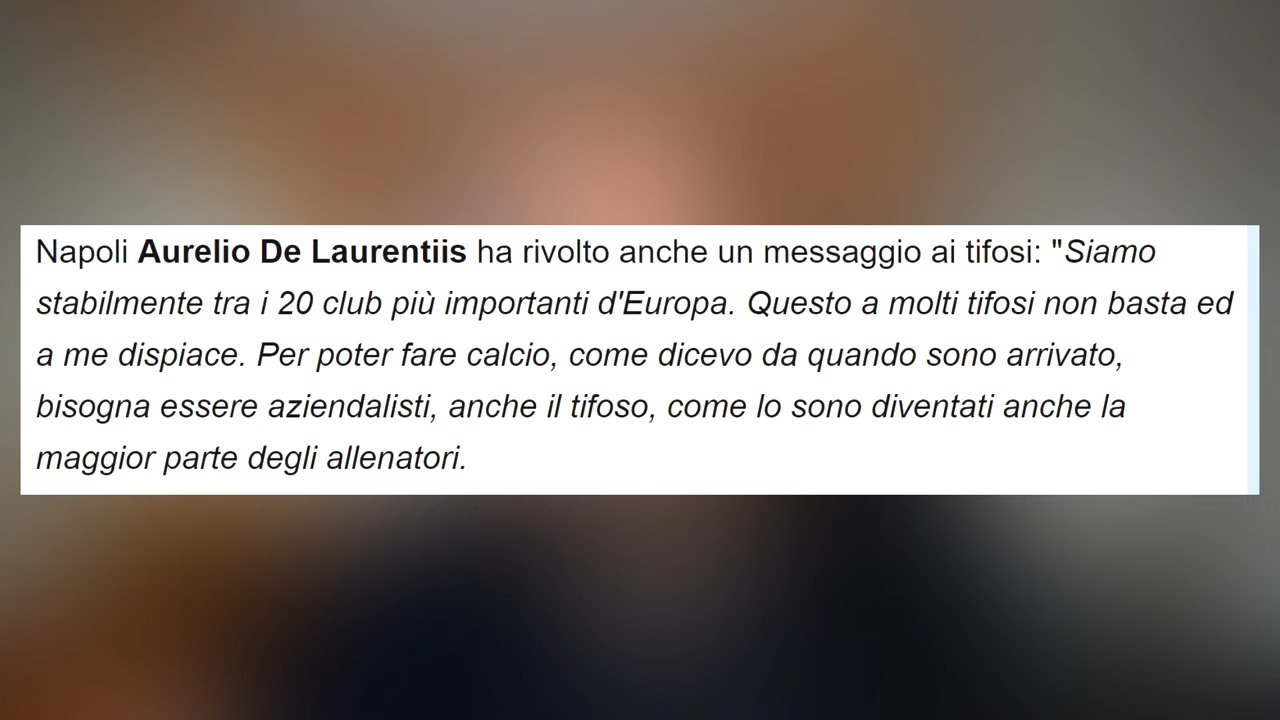 Napoli Aurelio De Laurentiis ha rivolto anche un messaggio ai tifosi: "Siamo
stabilmente tra i 20 club più importanti d'Europa. Questo a molti tifosi non basta ed
a me dispiace. Per poter fare calcio, come dicevo da quando sono arrivato,
bisogna essere aziendalisti, anche il tifoso, come lo sono diventati anche la
maggior parte degli allenatori.